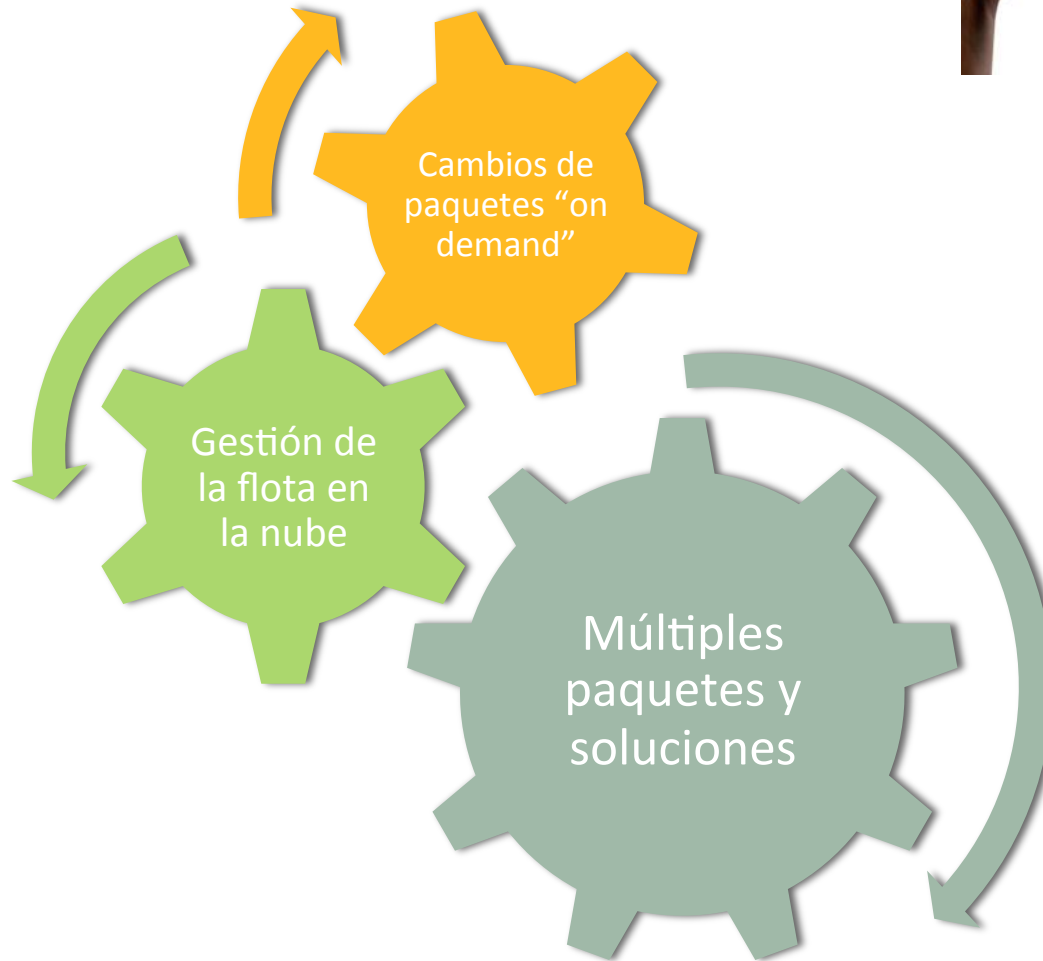 Cambios de
paquetes “on
demand”
Gestión de
la flota en
la nube
Múltiples
paquetes y
soluciones